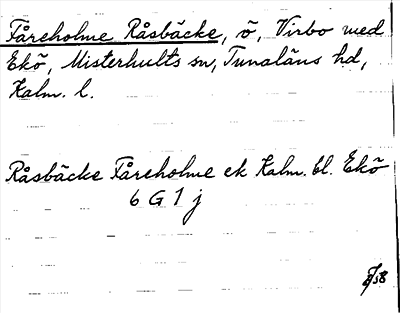 Fåreholme Råsbäcke, ö, Virbo med
Ekö, Misterhults sn, Tunaläns hd,
Kalm. l.
Råsbäcke Fåreholme ek Kalm. bl. Ekö
6 G 1 j